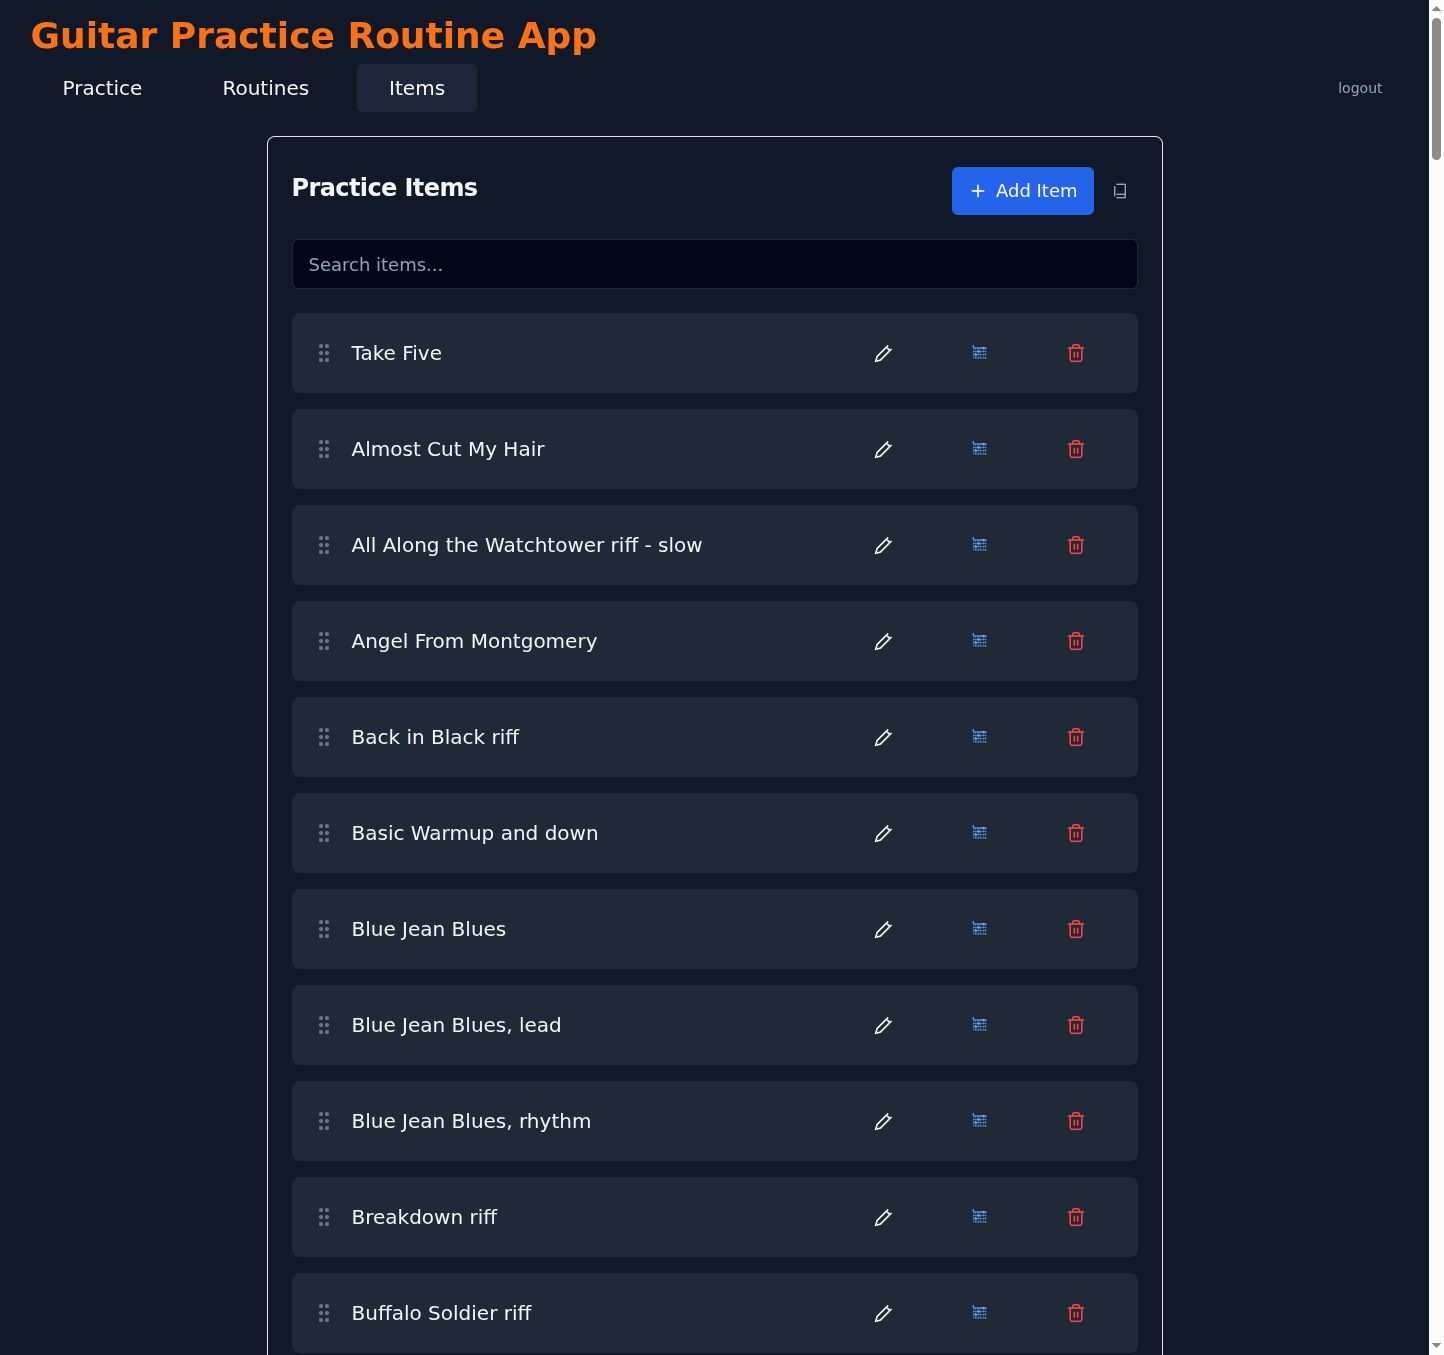 Guitar Practice Routine App
Practice Routines Items logout
Practice Items
+ Add Item
Search items...
Take Five
Almost Cut My Hair
All Along the Watchtower riff - slow
Angel From Montgomery
Back in Black riff
Basic Warmup and down
Blue Jean Blues
Blue Jean Blues, lead
Blue Jean Blues, rhythm
Breakdown riff
Buffalo Soldier riff